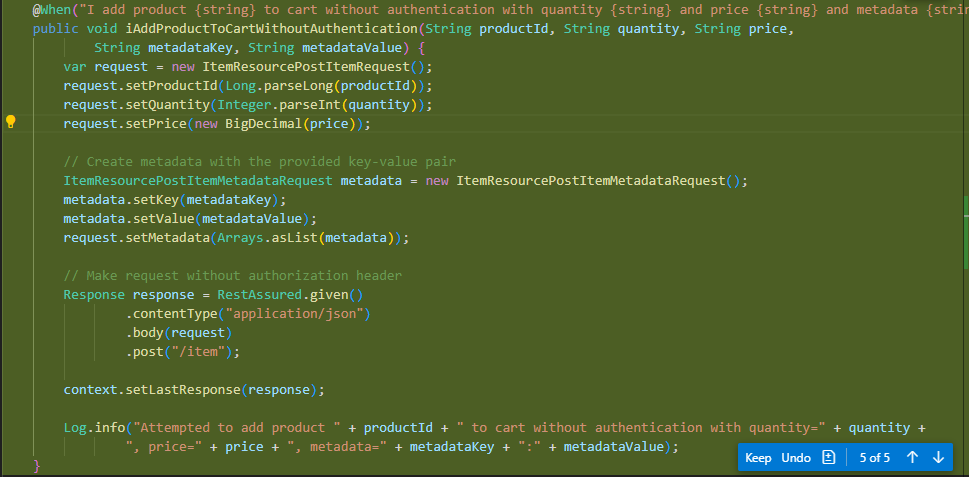 @When("I add product {string} to cart without authentication with quantity {string} and price {string} and metadata {strin
public void iAddProductToCartWithoutAuthentication(String productId, String quantity, String price,
        String metadataKey, String metadataValue) {
    var request = new ItemResourcePostItemRequest();
    request.setProductId(Long.parseLong(productId));
    request.setQuantity(Integer.parseInt(quantity));
    request.setPrice(new BigDecimal(price));
    // Create metadata with the provided key-value pair
    ItemResourcePostItemMetadataRequest metadata = new ItemResourcePostItemMetadataRequest();
    metadata.setKey(metadataKey);
    metadata.setValue(metadataValue);
    request.setMetadata(Arrays.asList(metadata));
    // Make request without authorization header
    Response response = RestAssured.given()
            .contentType("application/json")
            .body(request)
            .post("/item");
    context.setLastResponse(response);
    Log.info("Attempted to add product " + productId + " to cart without authentication with quantity=" + quantity +
            ", price=" + price + ", metadata=" + metadataKey + ":" + metadataValue);
}
Keep Undo 5 of 5